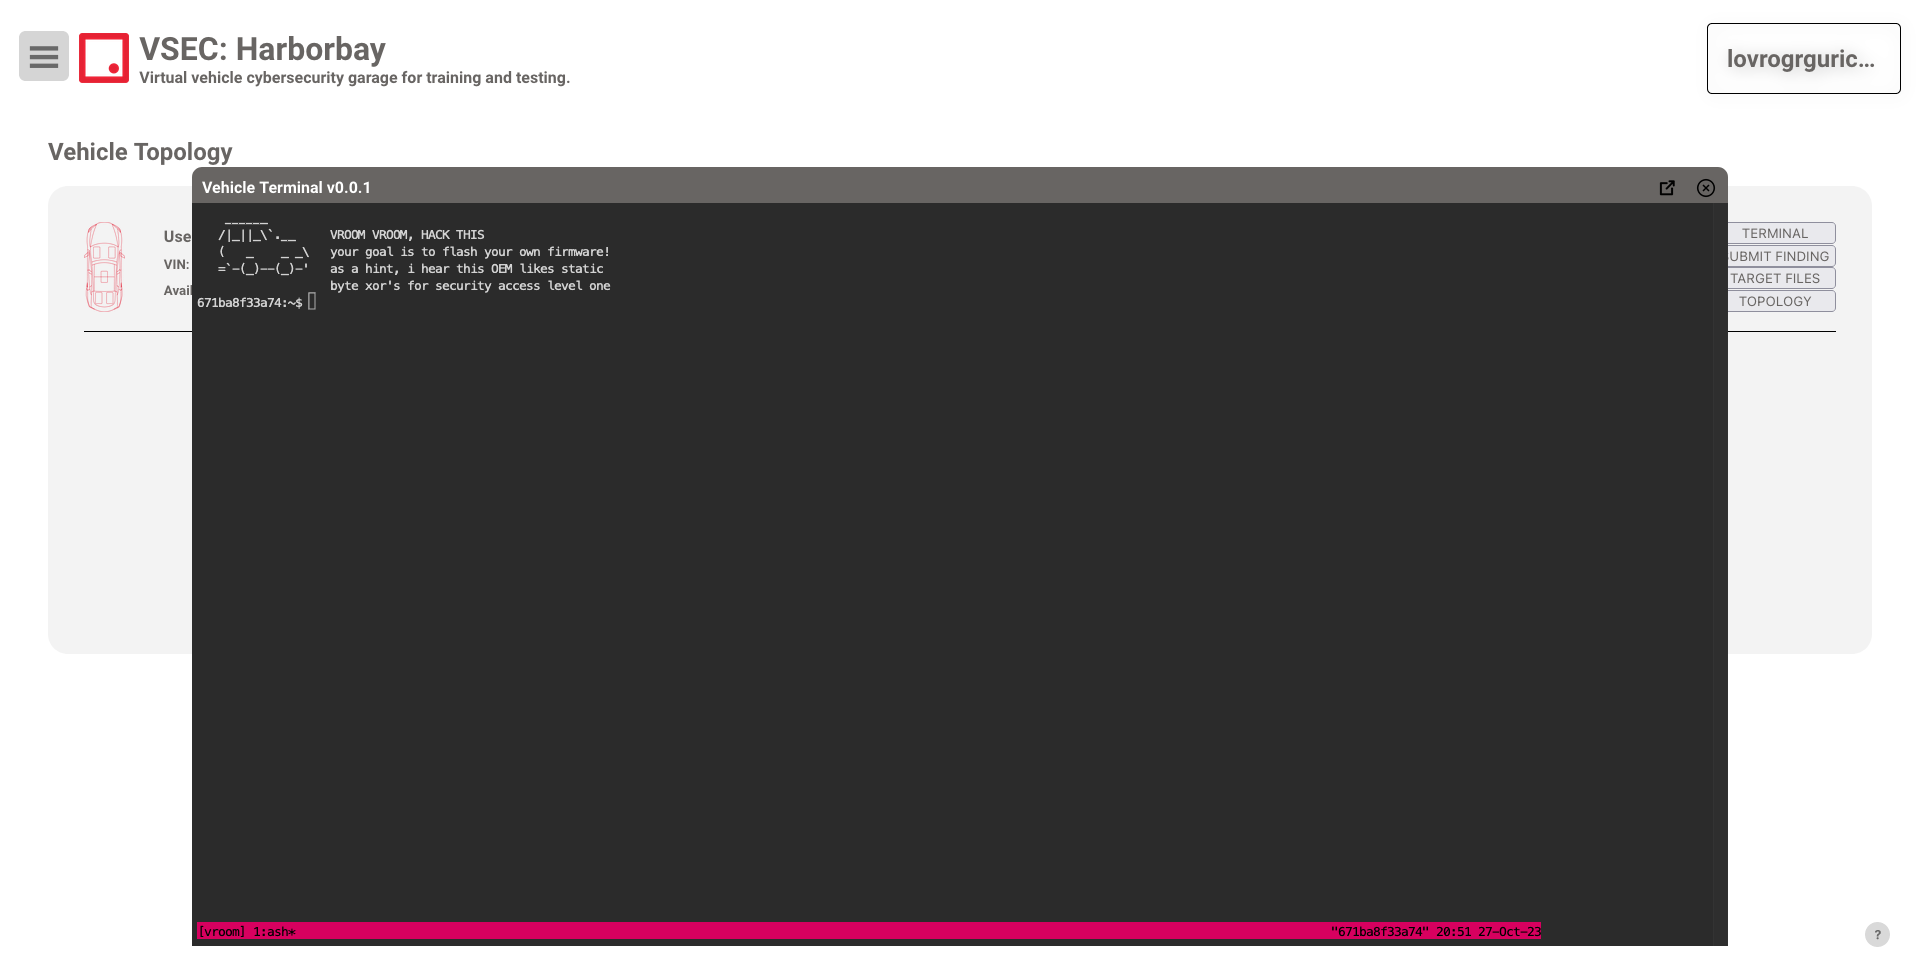 VSEC: Harborbay
Virtual vehicle cybersecurity garage for training and testing.
lovrogrguric...
Vehicle Topology
Vehicle Terminal v0.0.1
VROOM VROOM, HACK THIS
your goal is to flash your own firmware!
as a hint, i hear this OEM likes static
byte xor's for security access level one
671ba8f33a74:~$
Use
VIN:
Avail
TERMINAL
SUBMIT FINDING
TARGET FILES
TOPOLOGY
[vroom] 1:ash*
"671ba8f33a74" 20:51 27-Oct-23
?